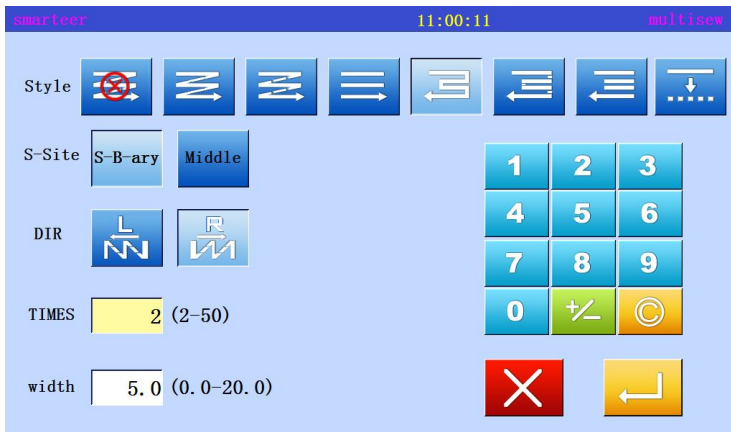 smarteer 11:00:11 multisew
Style
S-Site S-B-ary Middle
1 2 3
DIR L R
4 5 6
7 8 9
TIMES 2 (2-50)
0 +/- ©
width 5.0 (0.0-20.0)